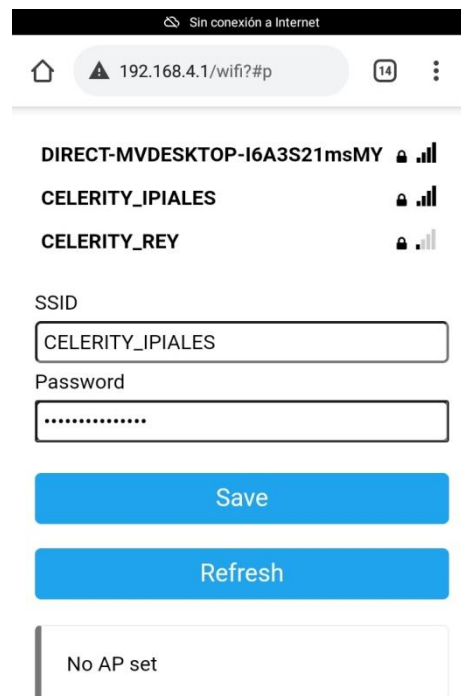 Sin conexión a Internet
192.168.4.1/wifi?#p
14
DIRECT-MVDESKTOP-I6A3S21msMY
CELERITY_IPIALES
CELERITY_REY
SSID
CELERITY_IPIALES
Password
•••••••••••••••
Save
Refresh
No AP set